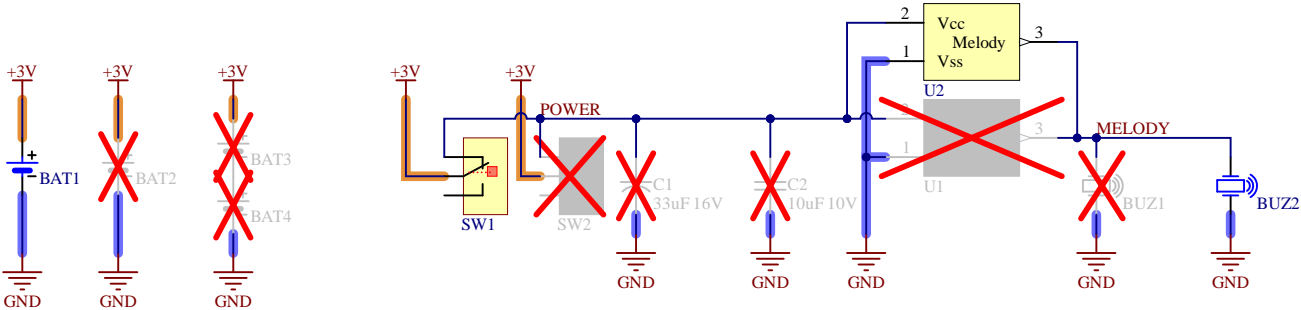 2
Vcc
Melody
3
1
Vss
U2
+3V
+3V
+3V
+3V
+3V
POWER
2
3
MELODY
1
U1
BAT1
BAT2
BAT3
BAT4
SW1
SW2
C1
33uF 16V
C2
10uF 10V
BUZ1
BUZ2
GND
GND
GND
GND
GND
GND
GND
GND